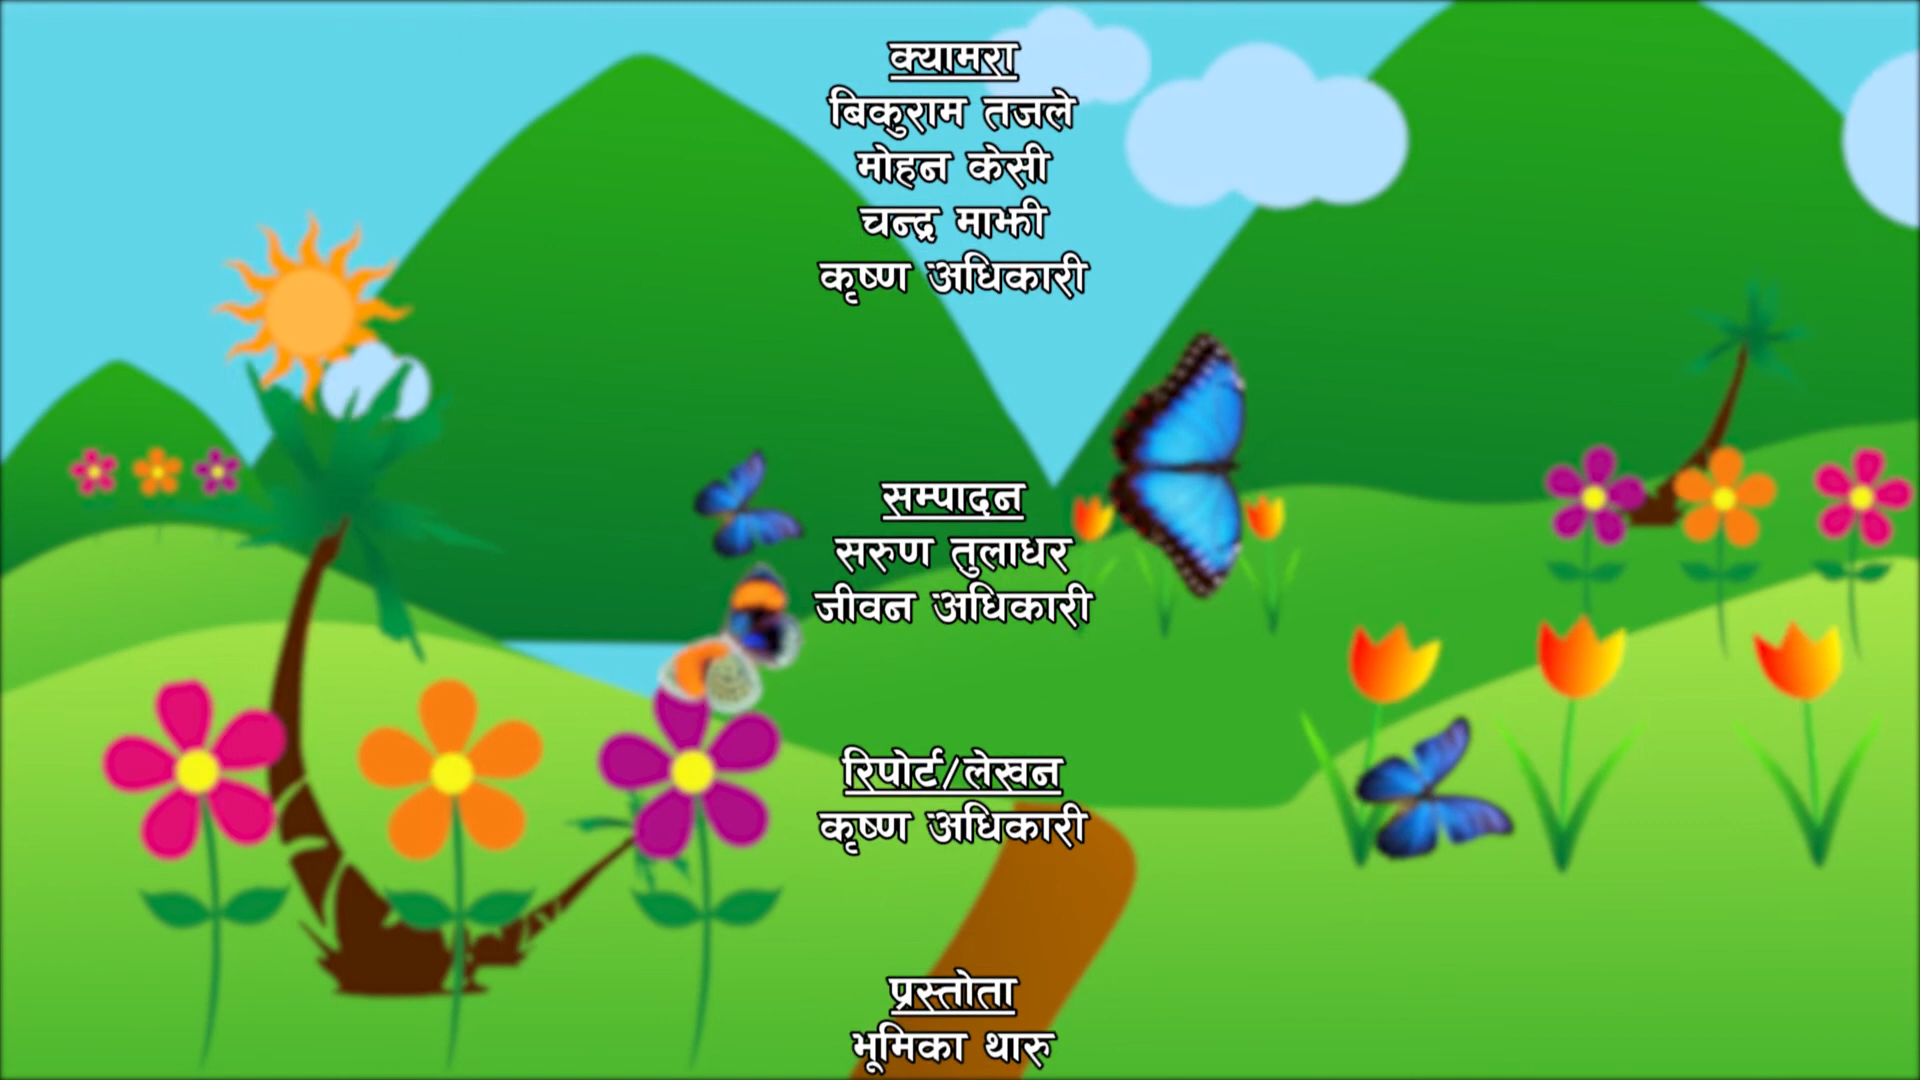 क्यामरा
बिकुराम तजले
मोहन केसी
चन्द्र माझी
कृष्ण अधिकारी
सम्पादन
सरुण तुलाधर
जीवन अधिकारी
रिपोर्ट/लेखन
कृष्ण अधिकारी
प्रस्तोता
भूमिका थारु